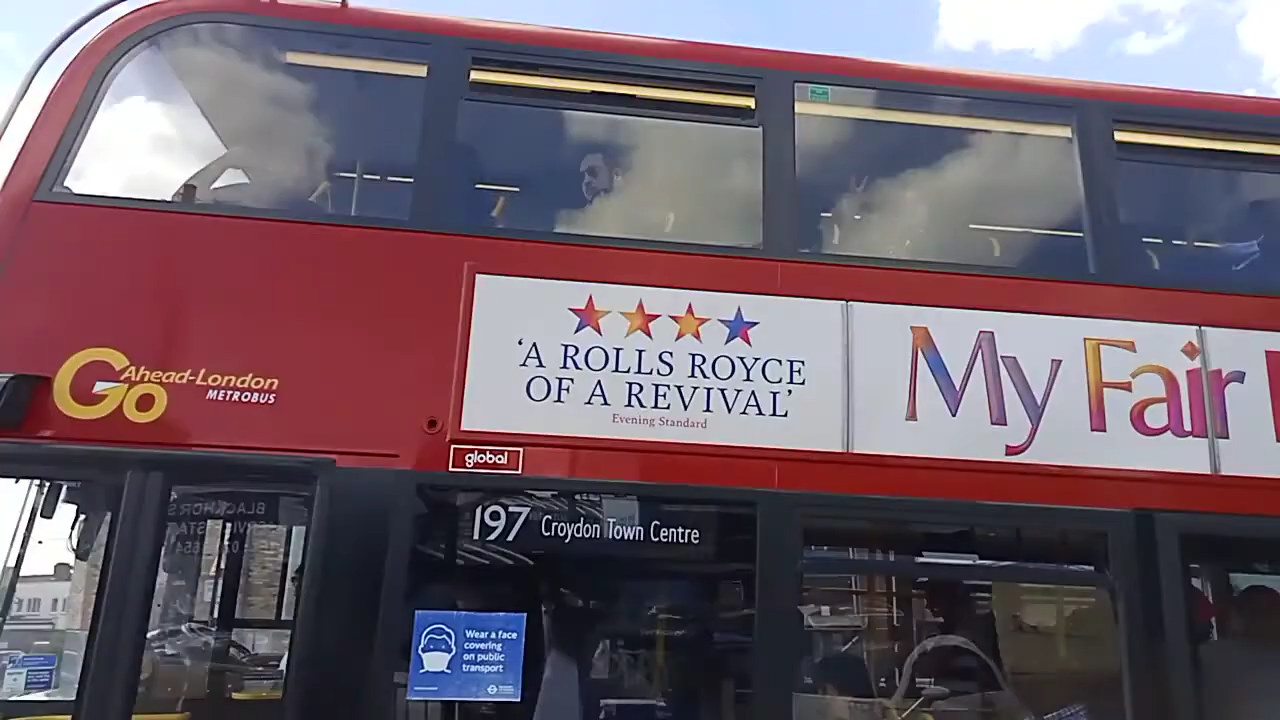 Go Ahead-London
METROBUS
'A ROLLS ROYCE
OF A REVIVAL'
Evening Standard
My Fair
global
197 Croydon Town Centre
Wear a face
covering
on public
transport